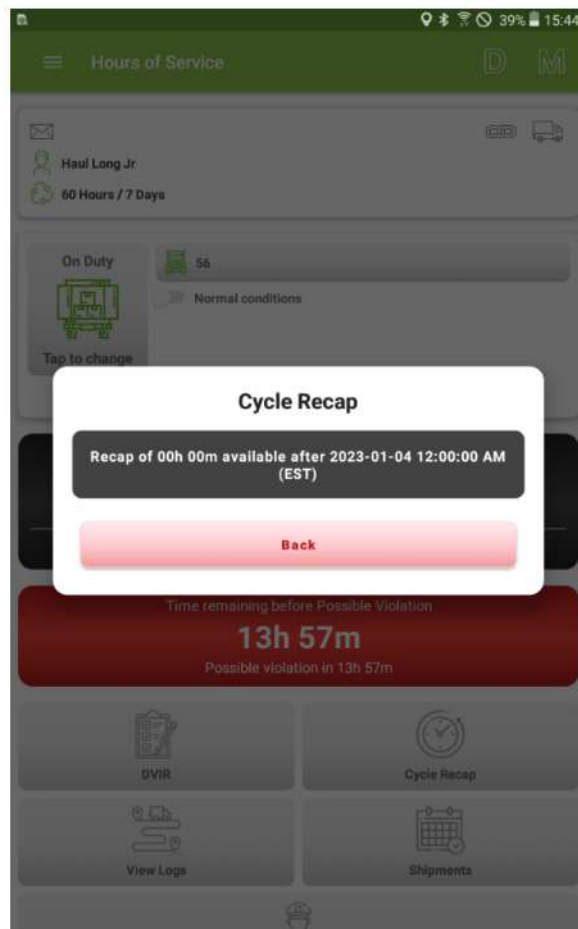 39% 15:44
Hours of Service
D M
Haul Long Jr
60 Hours / 7 Days
On Duty
56
Normal conditions
Tap to change
Cycle Recap
Recap of 00h 00m available after 2023-01-04 12:00:00 AM
(EST)
Back
Time remaining before Possible Violation
13h 57m
Possible violation in 13h 57m
DVIR
Cycle Recap
View Logs
Shipments